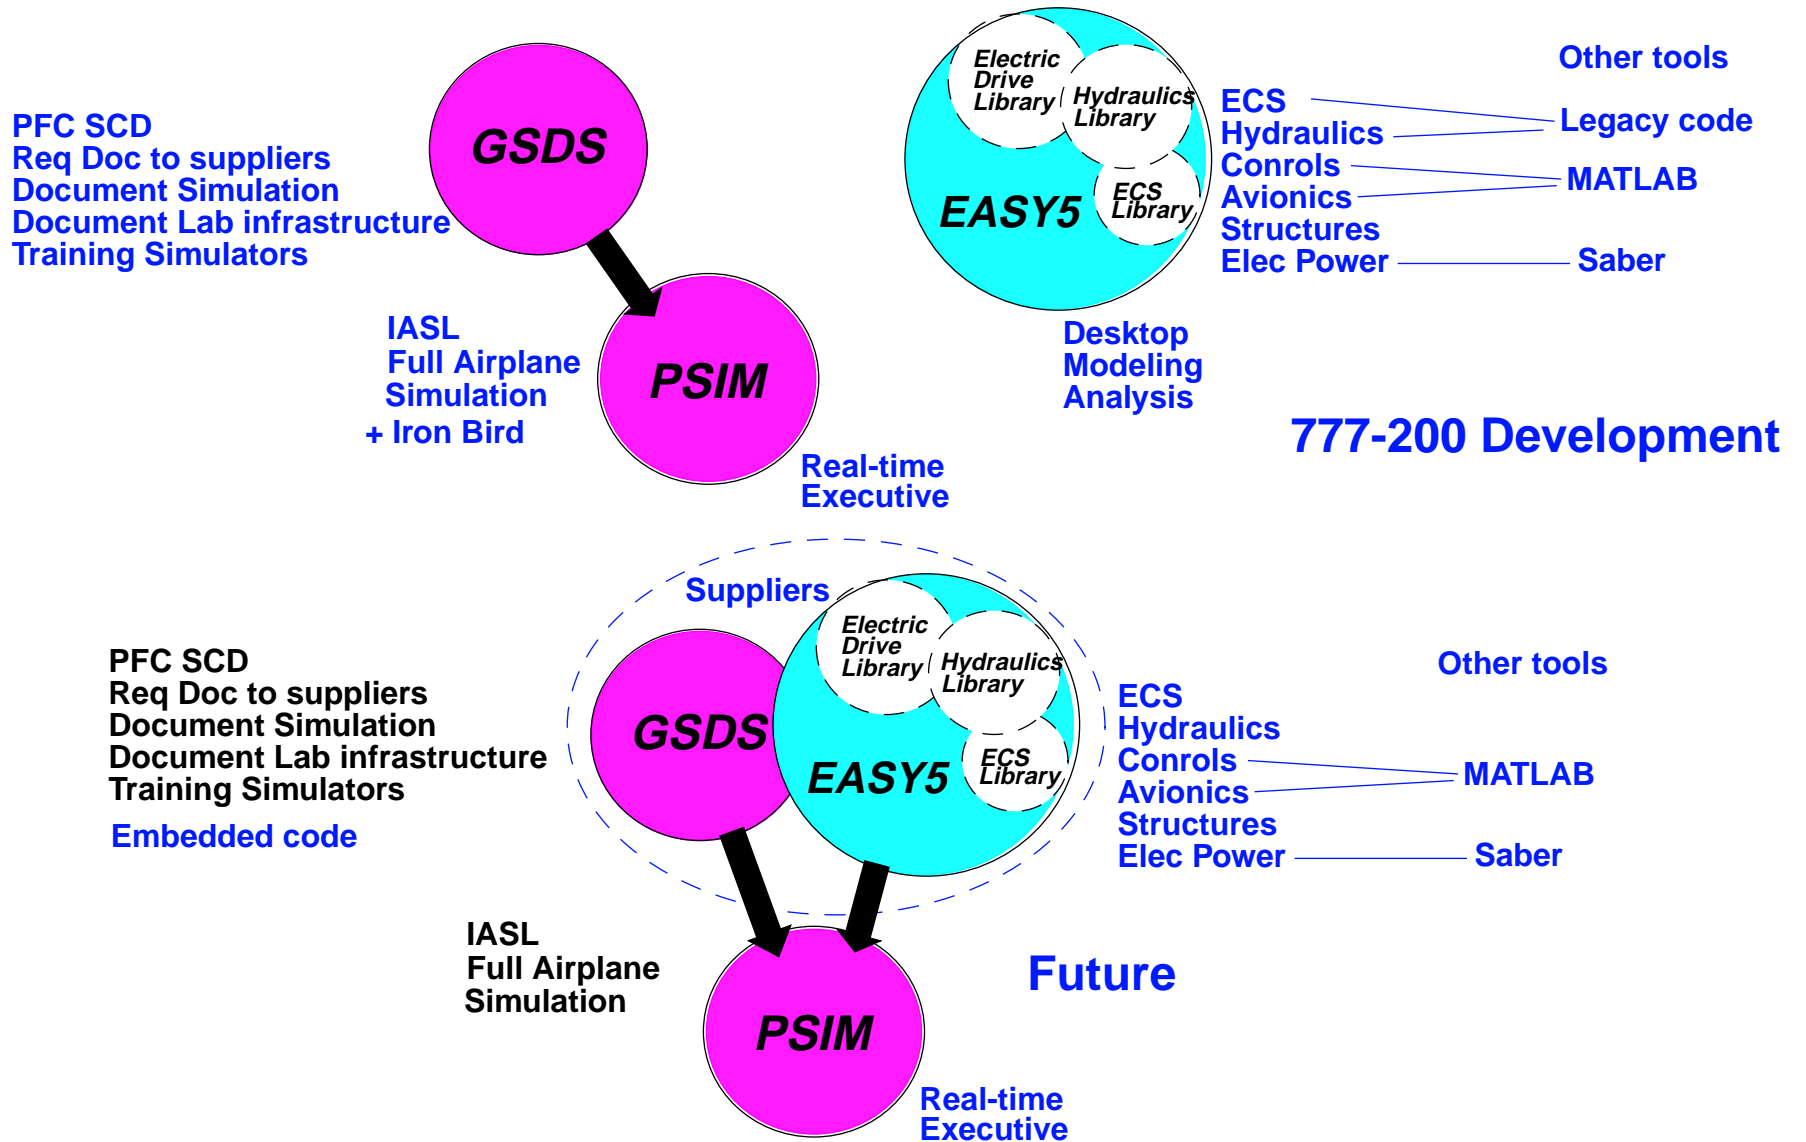 PFC SCD
Req Doc to suppliers
Document Simulation
Document Lab infrastructure
Training Simulators
GSDS
IASL
Full Airplane
Simulation
+ Iron Bird
PSIM
Real-time
Executive
Electric
Drive
Library
Hydraulics
Library
ECS
Library
EASY5
Desktop
Modeling
Analysis
ECS
Hydraulics
Conrols
Avionics
Structures
Elec Power
Other tools
Legacy code
MATLAB
Saber
777-200 Development
Suppliers
PFC SCD
Req Doc to suppliers
Document Simulation
Document Lab infrastructure
Training Simulators
Embedded code
GSDS
Electric
Drive
Library
Hydraulics
Library
ECS
Library
EASY5
ECS
Hydraulics
Conrols
Avionics
Structures
Elec Power
Other tools
MATLAB
Saber
IASL
Full Airplane
Simulation
PSIM
Future
Real-time
Executive